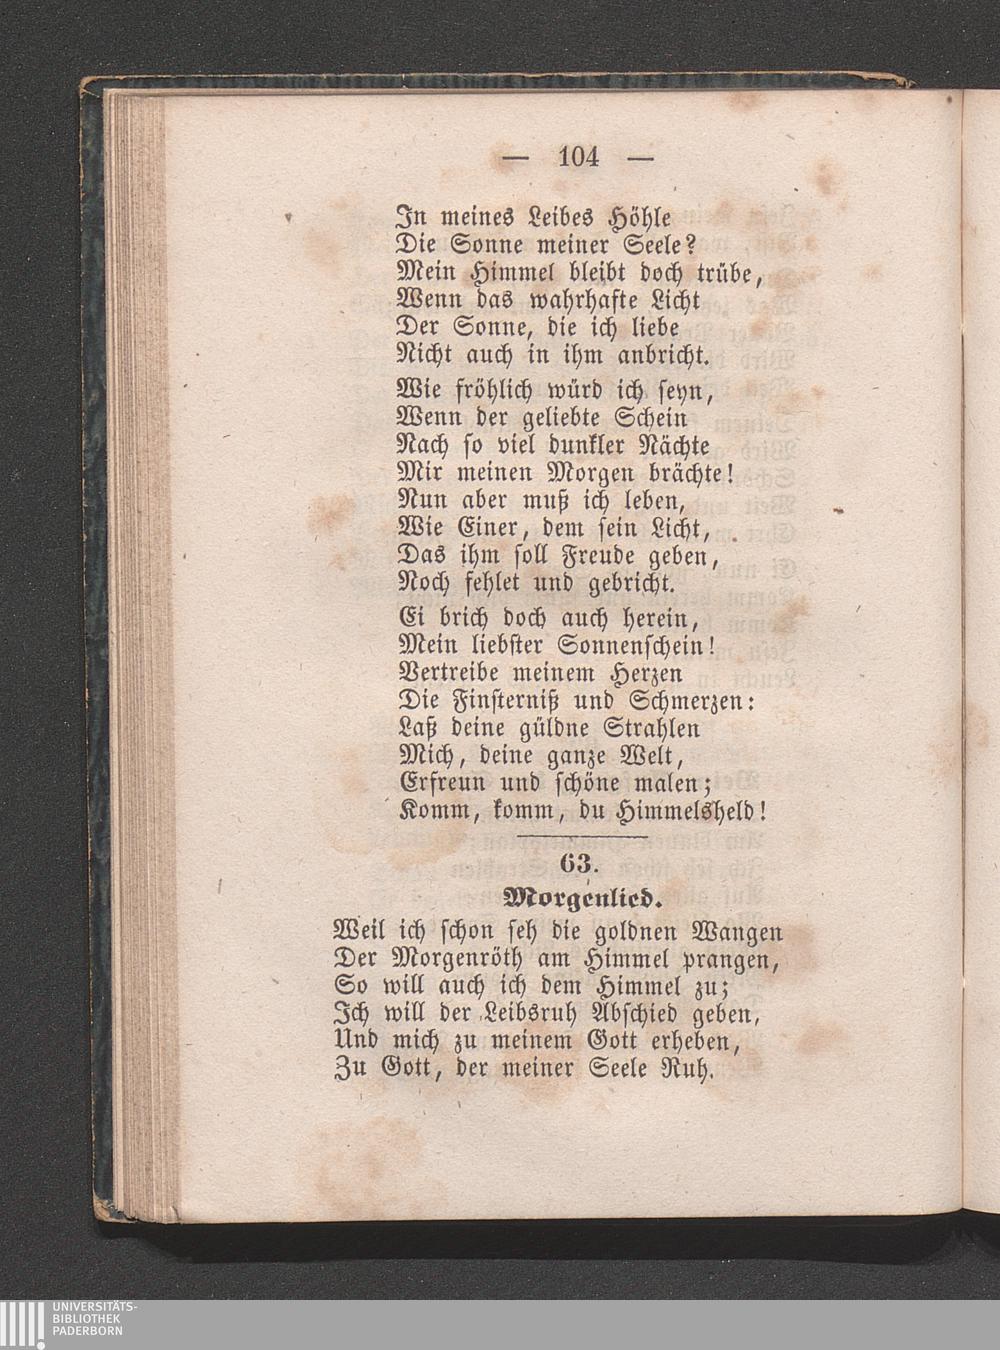 — 104 —
In meines Leibes Höhle
Die Sonne meiner Seele?
Mein Himmel bleibt doch trübe,
Wenn das wahrhafte Licht
Der Sonne, die ich liebe
Nicht auch in ihm anbricht.
Wie fröhlich würd ich seyn,
Wenn der geliebte Schein
Nach so viel dunkler Nächte
Mir meinen Morgen brächte!
Nun aber muß ich leben,
Wie Einer, dem sein Licht,
Das ihm soll Freude geben,
Noch fehlet und gebricht.
Ei brich doch auch herein,
Mein liebster Sonnenschein!
Vertreibe meinem Herzen
Die Finsterniß und Schmerzen:
Laß deine güldne Strahlen
Mich, deine ganze Welt,
Erfreun und schöne malen;
Komm, komm, du Himmelsheld!
63.
Morgenlied.
Weil ich schon seh die goldnen Wangen
Der Morgenröth am Himmel prangen,
So will auch ich dem Himmel zu;
Ich will der Leibsruh Abschied geben,
Und mich zu meinem Gott erheben,
Zu Gott, der meiner Seele Ruh.
UNIVERSITÄTS-
BIBLIOTHEK
PADERBORN